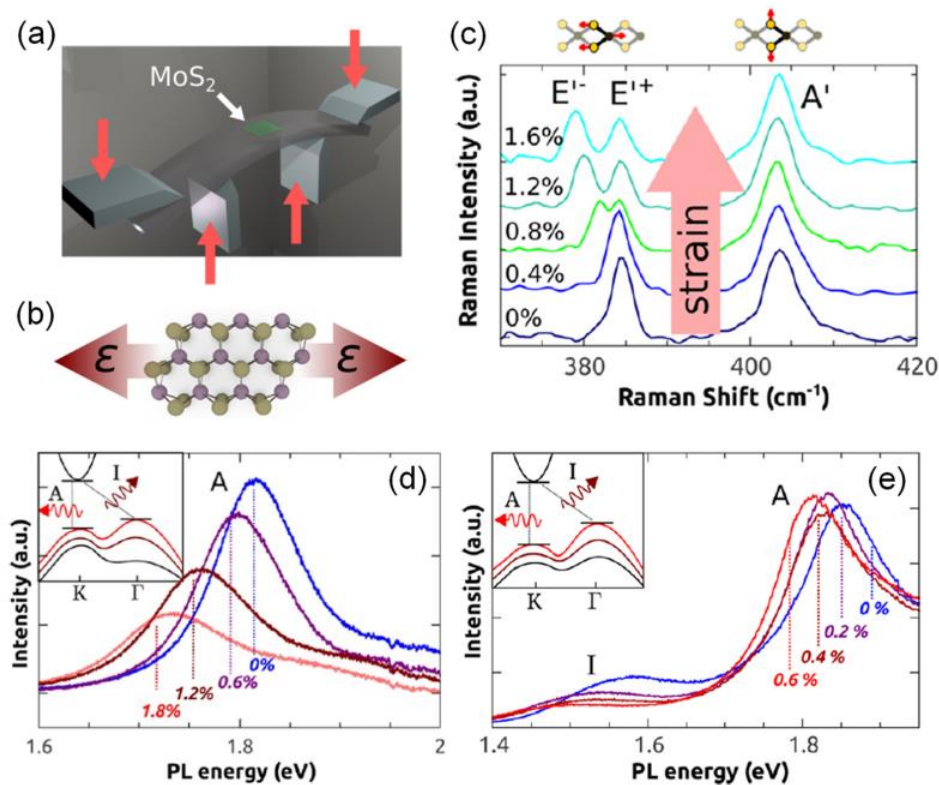 (a)
MoS2
(b)
ε
ε
(c)
E'-
E'+
A'
1.6%
1.2%
0.8%
0.4%
0%
strain
Raman Intensity (a.u.)
380
400
420
Raman Shift (cm-1)
(d)
A
I
A
K
Γ
0%
0.6%
1.2%
1.8%
Intensity (a.u.)
1.6
1.8
2
PL energy (eV)
(e)
A
I
A
K
Γ
I
0 %
0.2 %
0.4 %
0.6 %
Intensity (a.u.)
1.4
1.6
1.8
PL energy (eV)